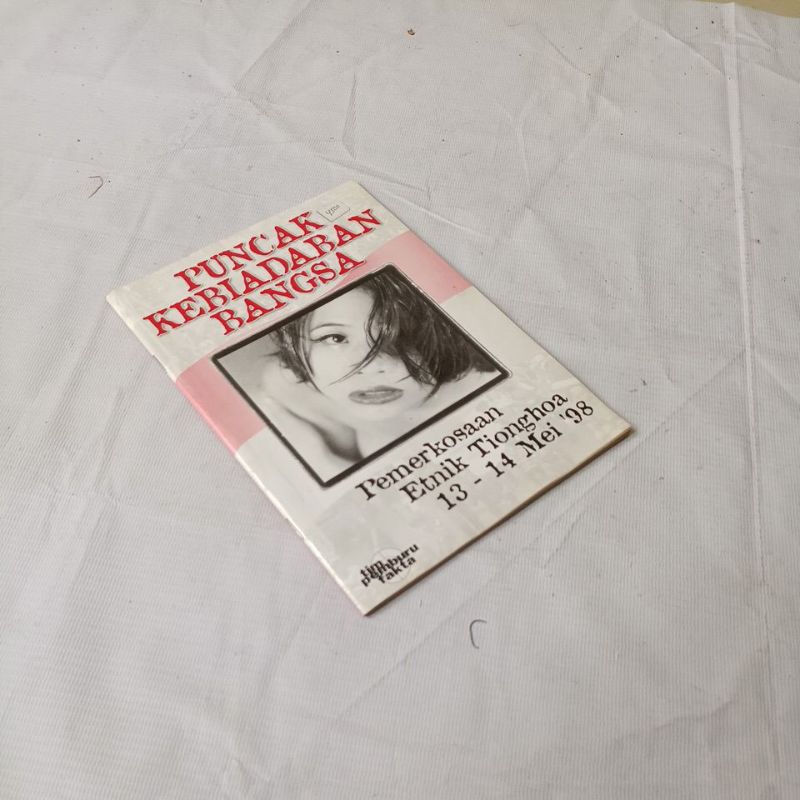 PUNCAK
KEBIADABAN
BANGSA
Pemerkosaan
Etnik Tionghoa
13 - 14 Mei '98
tim
pemburu
fakta